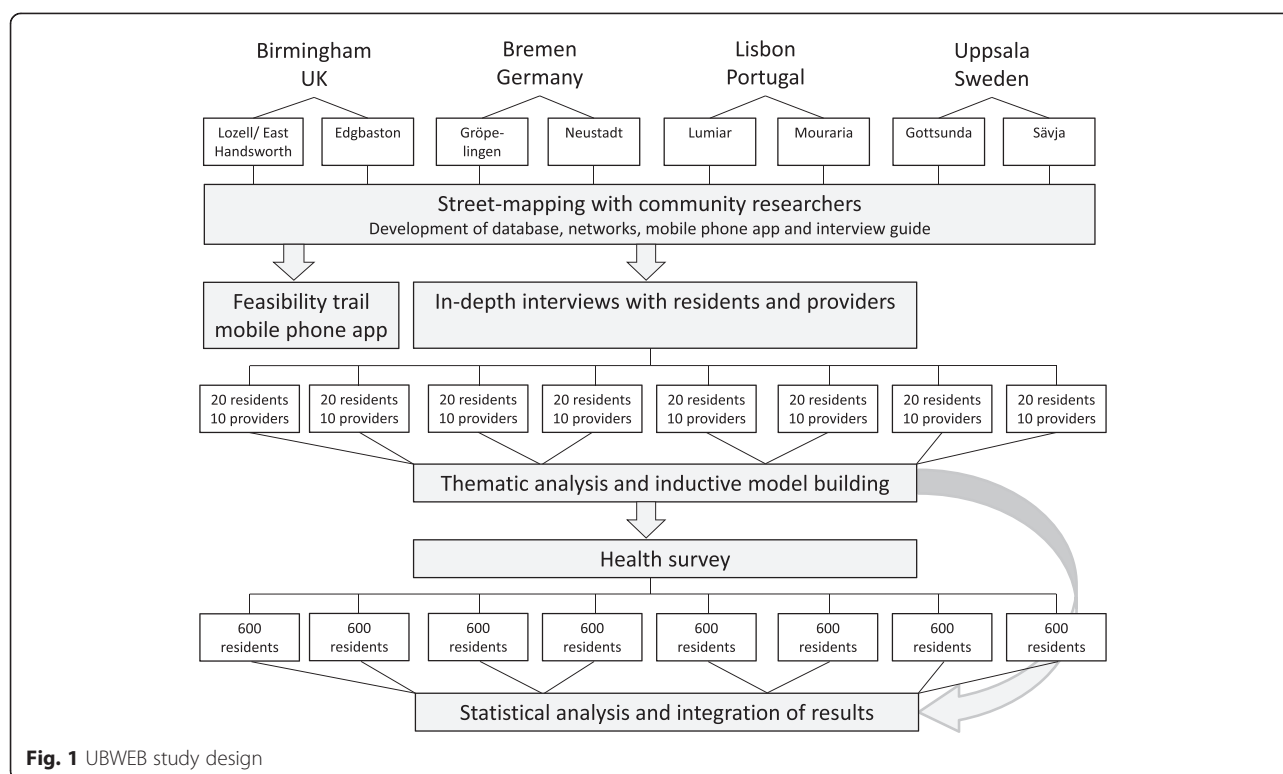 Birmingham
UK
Bremen
Germany
Lisbon
Portugal
Uppsala
Sweden
Lozell/ East
Handsworth
Edgbaston
Gröpe-
lingen
Neustadt
Lumiar
Mouraria
Gottsunda
Sävja
Street-mapping with community researchers
Development of database, networks, mobile phone app and interview guide
Feasibility trail
mobile phone app
In-depth interviews with residents and providers
20 residents
10 providers
20 residents
10 providers
20 residents
10 providers
20 residents
10 providers
20 residents
10 providers
20 residents
10 providers
20 residents
10 providers
20 residents
10 providers
Thematic analysis and inductive model building
Health survey
600
residents
600
residents
600
residents
600
residents
600
residents
600
residents
600
residents
600
residents
Statistical analysis and integration of results
Fig. 1 UBWEB study design